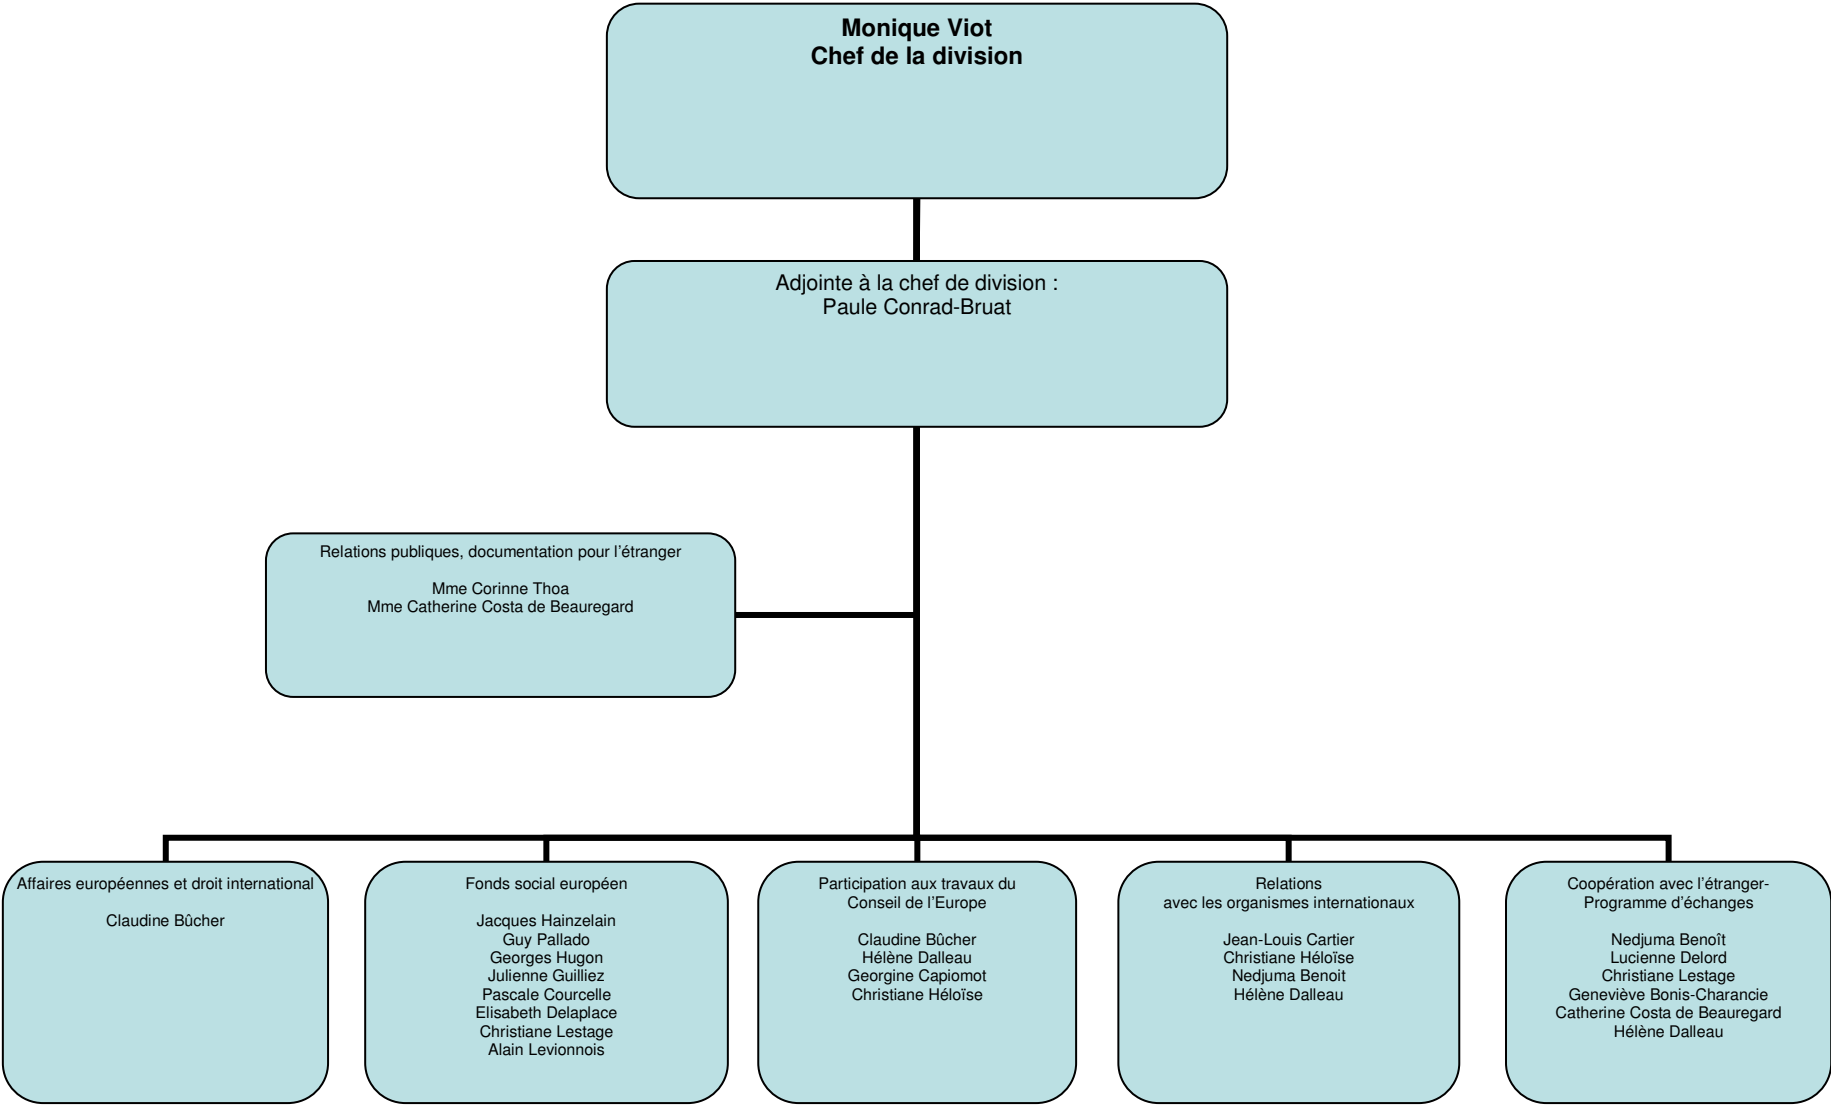 Monique Viot
Chef de la division
Adjointe à la chef de division :
Paule Conrad-Bruat
Relations publiques, documentation pour l’étranger
Mme Corinne Thoa
Mme Catherine Costa de Beauregard
Affaires européennes et droit international
Claudine Bûcher
Fonds social européen
Jacques Hainzelain
Guy Pallado
Georges Hugon
Julienne Guilliez
Pascale Courcelle
Elisabeth Delaplace
Christiane Lestage
Alain Levionnois
Participation aux travaux du
Conseil de l’Europe
Claudine Bûcher
Hélène Dalleau
Georgine Capiomot
Christiane Héloïse
Relations
avec les organismes internationaux
Jean-Louis Cartier
Christiane Héloïse
Nedjuma Benoit
Hélène Dalleau
Coopération avec l’étranger-
Programme d’échanges
Nedjuma Benoît
Lucienne Delord
Christiane Lestage
Geneviève Bonis-Charancie
Catherine Costa de Beauregard
Hélène Dalleau